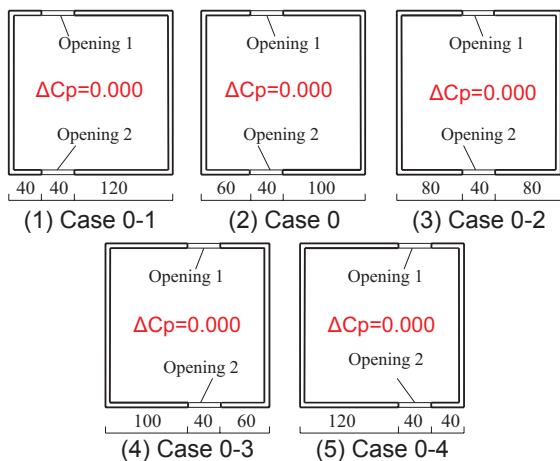 Opening 1
ΔCp=0.000
Opening 2
40 40 120
(1) Case 0-1
Opening 1
ΔCp=0.000
Opening 2
60 40 100
(2) Case 0
Opening 1
ΔCp=0.000
Opening 2
80 40 80
(3) Case 0-2
Opening 1
ΔCp=0.000
Opening 2
100 40 60
(4) Case 0-3
Opening 1
ΔCp=0.000
Opening 2
120 40 40
(5) Case 0-4